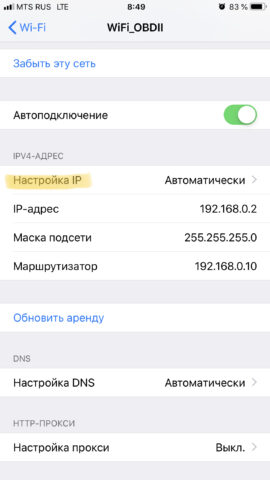 MTS RUS LTE 8:49 83 %
Wi-Fi WiFi_OBDII
Забыть эту сеть
Автоподключение
IPV4-АДРЕС
Настройка IP Автоматически
IP-адрес 192.168.0.2
Маска подсети 255.255.255.0
Маршрутизатор 192.168.0.10
Обновить аренду
DNS
Настройка DNS Автоматически
HTTP-ПРОКСИ
Настройка прокси Выкл.